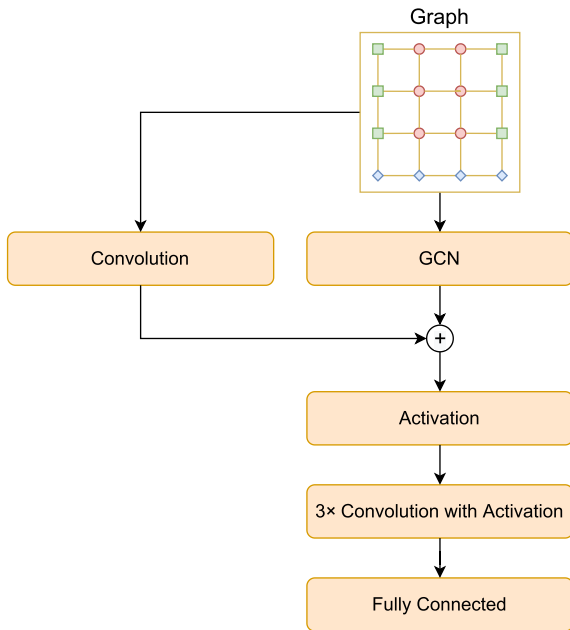 Graph
Convolution
GCN
+
Activation
3× Convolution with Activation
Fully Connected